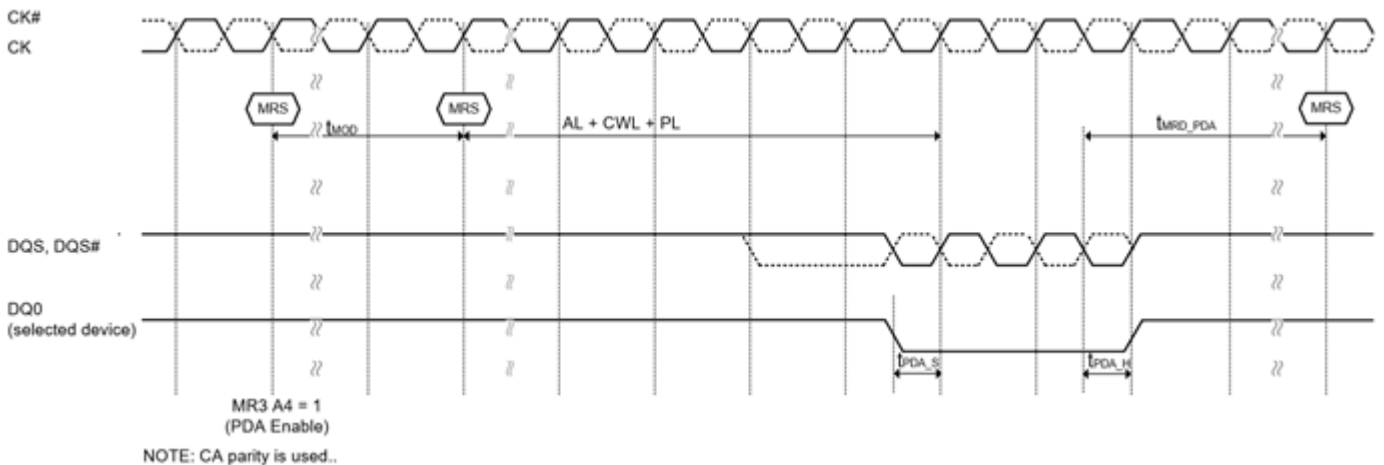 CK#
CK
MRS MRS MRS
tMOD AL + CWL + PL tMRD_PDA
DQS, DQS#
DQ0
(selected device)
tPDA_S tPDA_H
MR3 A4 = 1
(PDA Enable)
NOTE: CA parity is used..